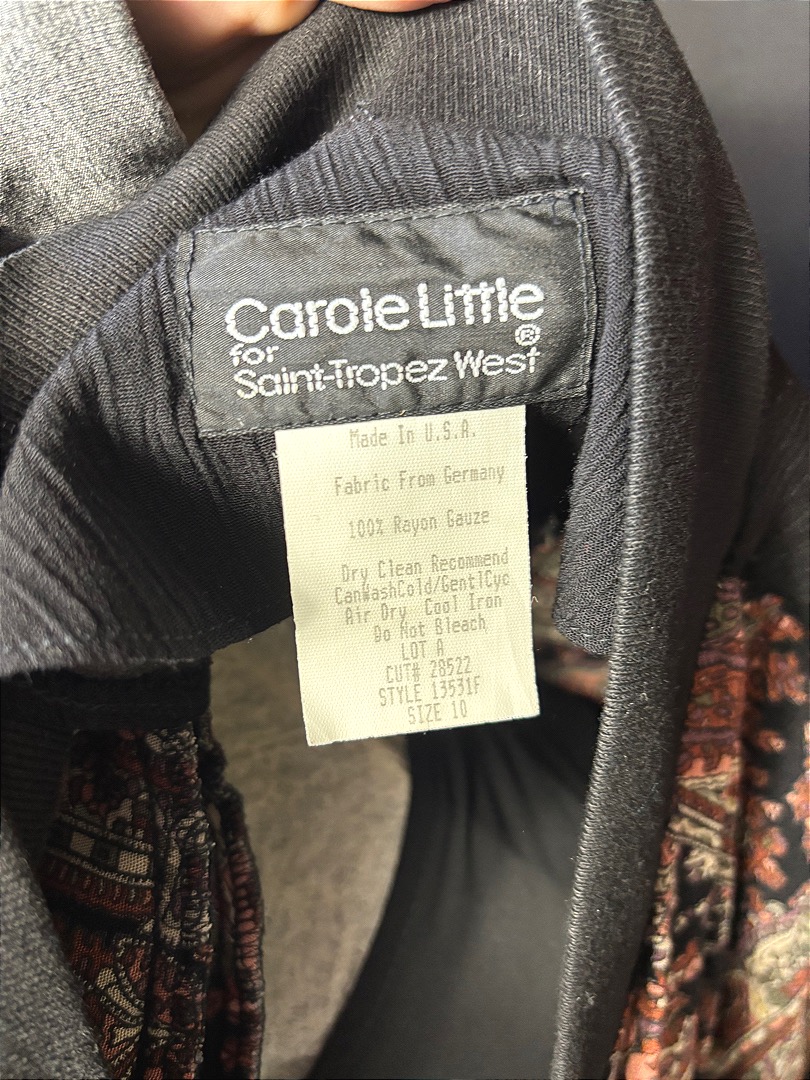 Carole Little
®
for
Saint-Tropez West
Made In U.S.A.
Fabric From Germany
100% Rayon Gauze
Dry Clean Recommend
CanWashCold/GentlCyc
Air Dry Cool Iron
Do Not Bleach
LOT A
CUT# 28522
STYLE 13531F
SIZE 10